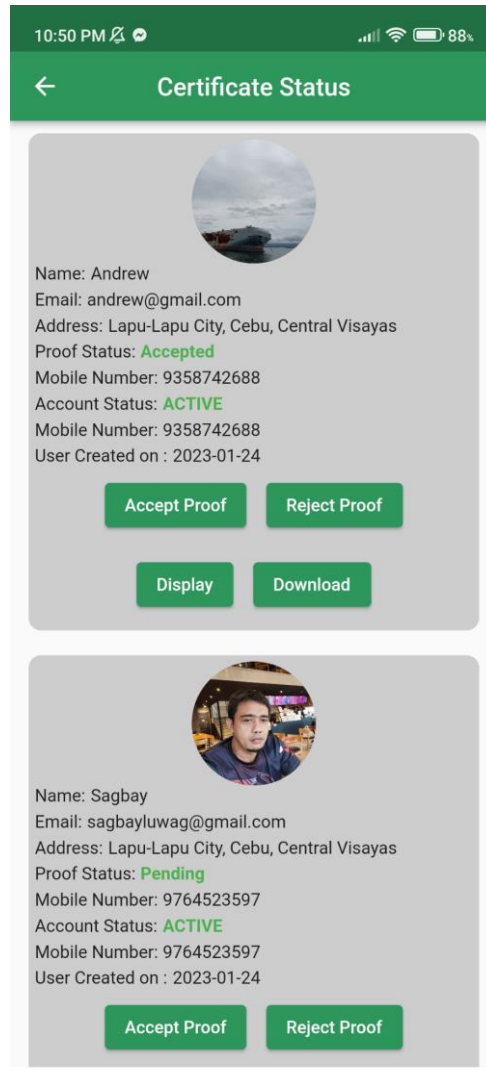 10:50 PM 88%
Certificate Status
Name: Andrew
Email: andrew@gmail.com
Address: Lapu-Lapu City, Cebu, Central Visayas
Proof Status: Accepted
Mobile Number: 9358742688
Account Status: ACTIVE
Mobile Number: 9358742688
User Created on : 2023-01-24
Accept Proof Reject Proof
Display Download
Name: Sagbay
Email: sagbayluwag@gmail.com
Address: Lapu-Lapu City, Cebu, Central Visayas
Proof Status: Pending
Mobile Number: 9764523597
Account Status: ACTIVE
Mobile Number: 9764523597
User Created on : 2023-01-24
Accept Proof Reject Proof